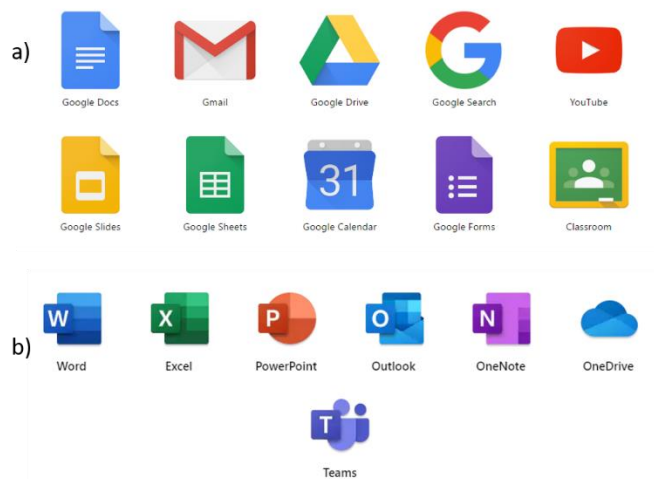 a)
Google Docs Gmail Google Drive Google Search YouTube
31
Google Slides Google Sheets Google Calendar Google Forms Classroom
b)
W X P O N
Word Excel PowerPoint Outlook OneNote OneDrive
T
Teams